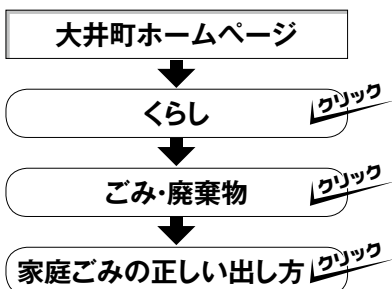 大井町ホームページ
くらし
クリック
ごみ・廃棄物
クリック
家庭ごみの正しい出し方
クリック